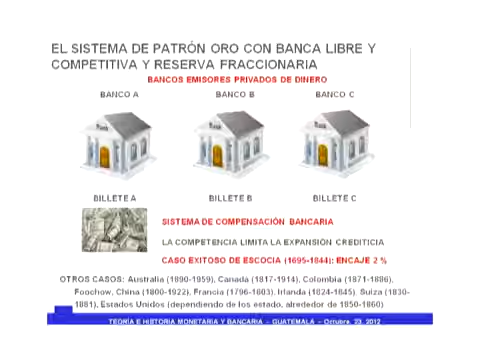 EL SISTEMA DE PATRÓN ORO CON BANCA LIBRE Y
COMPETITIVA Y RESERVA FRACCIONARIA
BANCOS EMISORES PRIVADOS DE DINERO
BANCO A BANCO B BANCO C
BILLETE A BILLETE B BILLETE C
SISTEMA DE COMPENSACIÓN BANCARIA
LA COMPETENCIA LIMITA LA EXPANSIÓN CREDITICIA
CASO EXITOSO DE ESCOCIA (1695-1844): ENCAJE 2 %
OTROS CASOS: Australia (1890-1959), Canadá (1817-1914), Colombia (1871-1886),
Foochow, China (1800-1922), Francia (1796-1803), Irlanda (1824-1845), Suiza (1830-
1881), Estados Unidos (dependiendo de los estado, alrededor de 1850-1860)
TEORÍA E HISTORIA MONETARIA Y BANCARIA – GUATEMALA – Octubre, 23, 2012